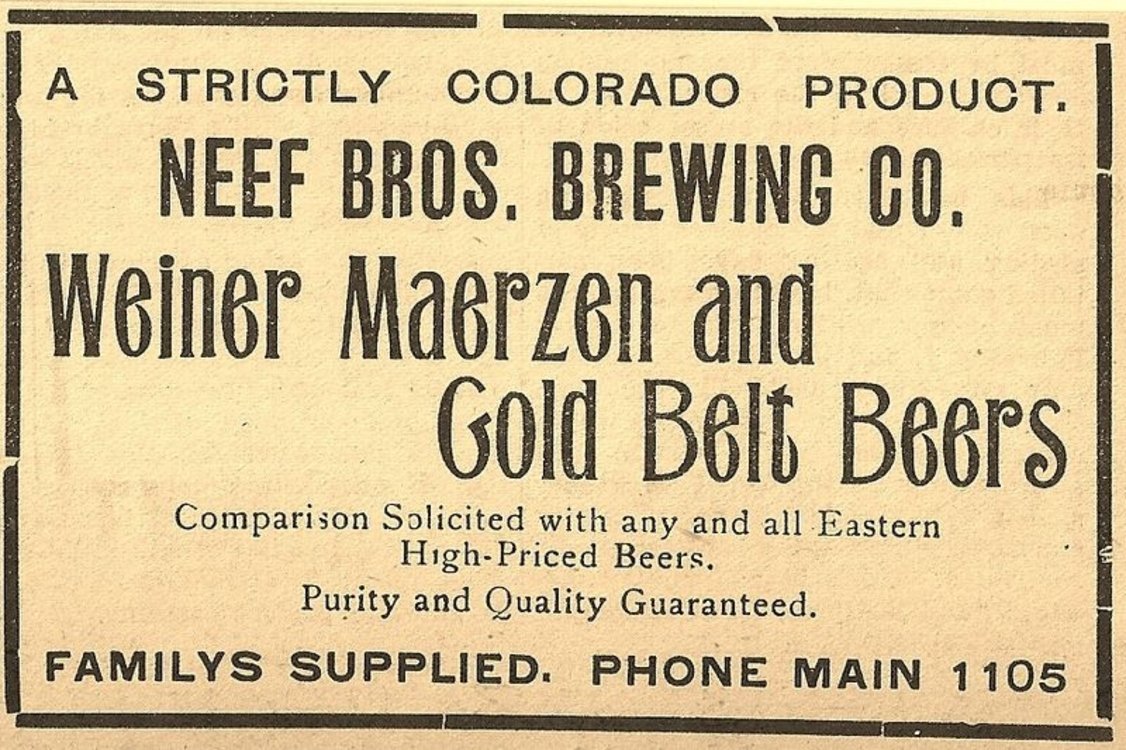 A STRICTLY COLORADO PRODUCT.
NEEF BROS. BREWING CO.
Weiner Maerzen and
Gold Belt Beers
Comparison Solicited with any and all Eastern
High-Priced Beers.
Purity and Quality Guaranteed.
FAMILYS SUPPLIED. PHONE MAIN 1105